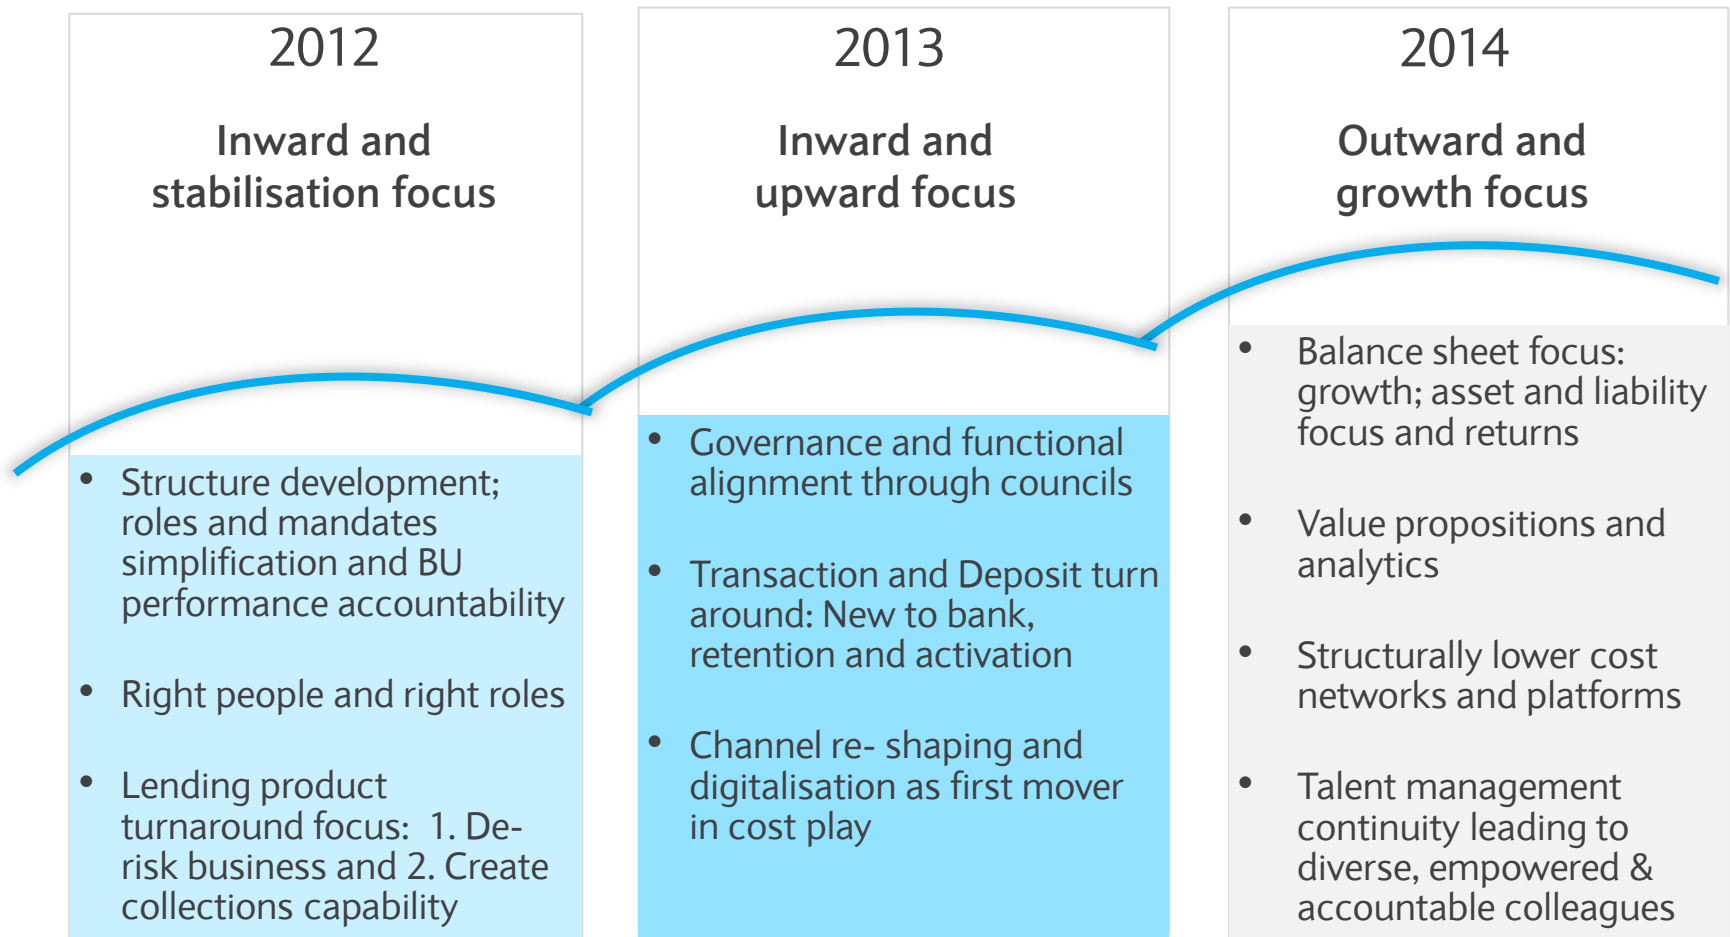 2012
Inward and
stabilisation focus
• Structure development;
roles and mandates
simplification and BU
performance accountability
• Right people and right roles
• Lending product
turnaround focus:  1. De-
risk business and 2. Create
collections capability
2013
Inward and
upward focus
• Governance and functional
alignment through councils
• Transaction and Deposit turn
around: New to bank,
retention and activation
• Channel re- shaping and
digitalisation as first mover
in cost play
2014
Outward and
growth focus
• Balance sheet focus:
growth; asset and liability
focus and returns
• Value propositions and
analytics
• Structurally lower cost
networks and platforms
• Talent management
continuity leading to
diverse, empowered &
accountable colleagues